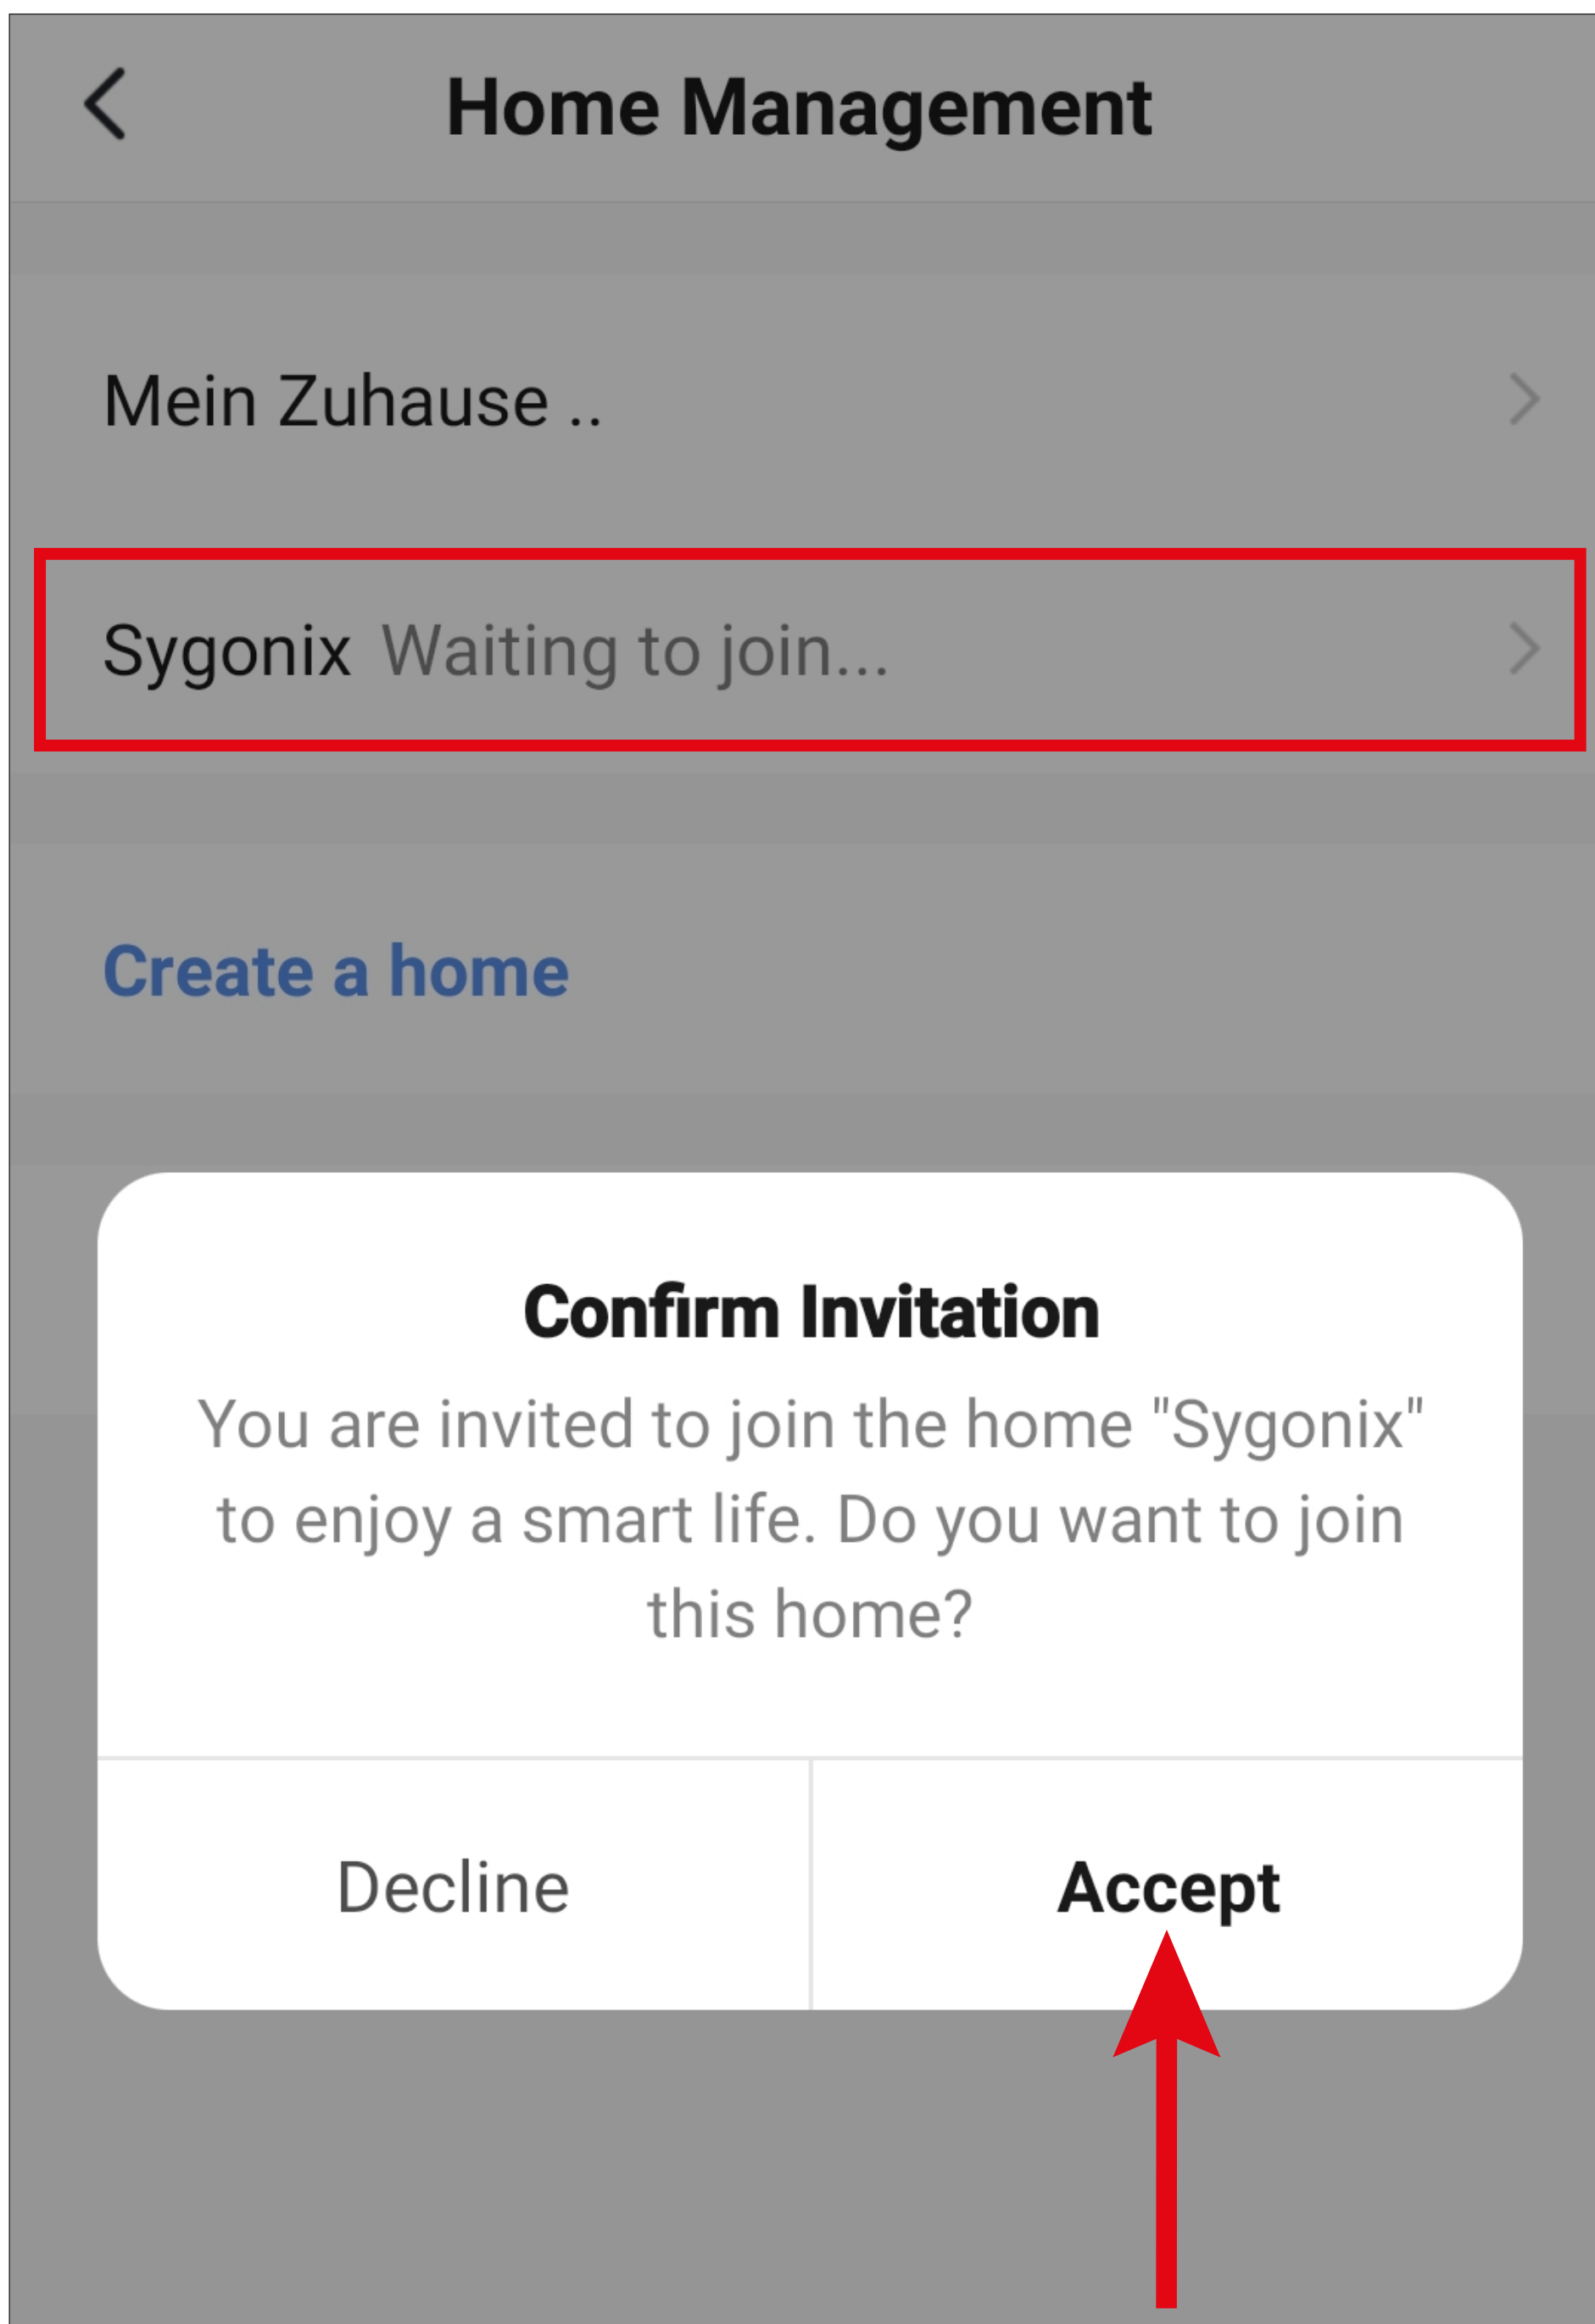 Home Management
Mein Zuhause ..
Sygonix Waiting to join...
Create a home
Confirm Invitation
You are invited to join the home "Sygonix"
to enjoy a smart life. Do you want to join
this home?
Decline
Accept